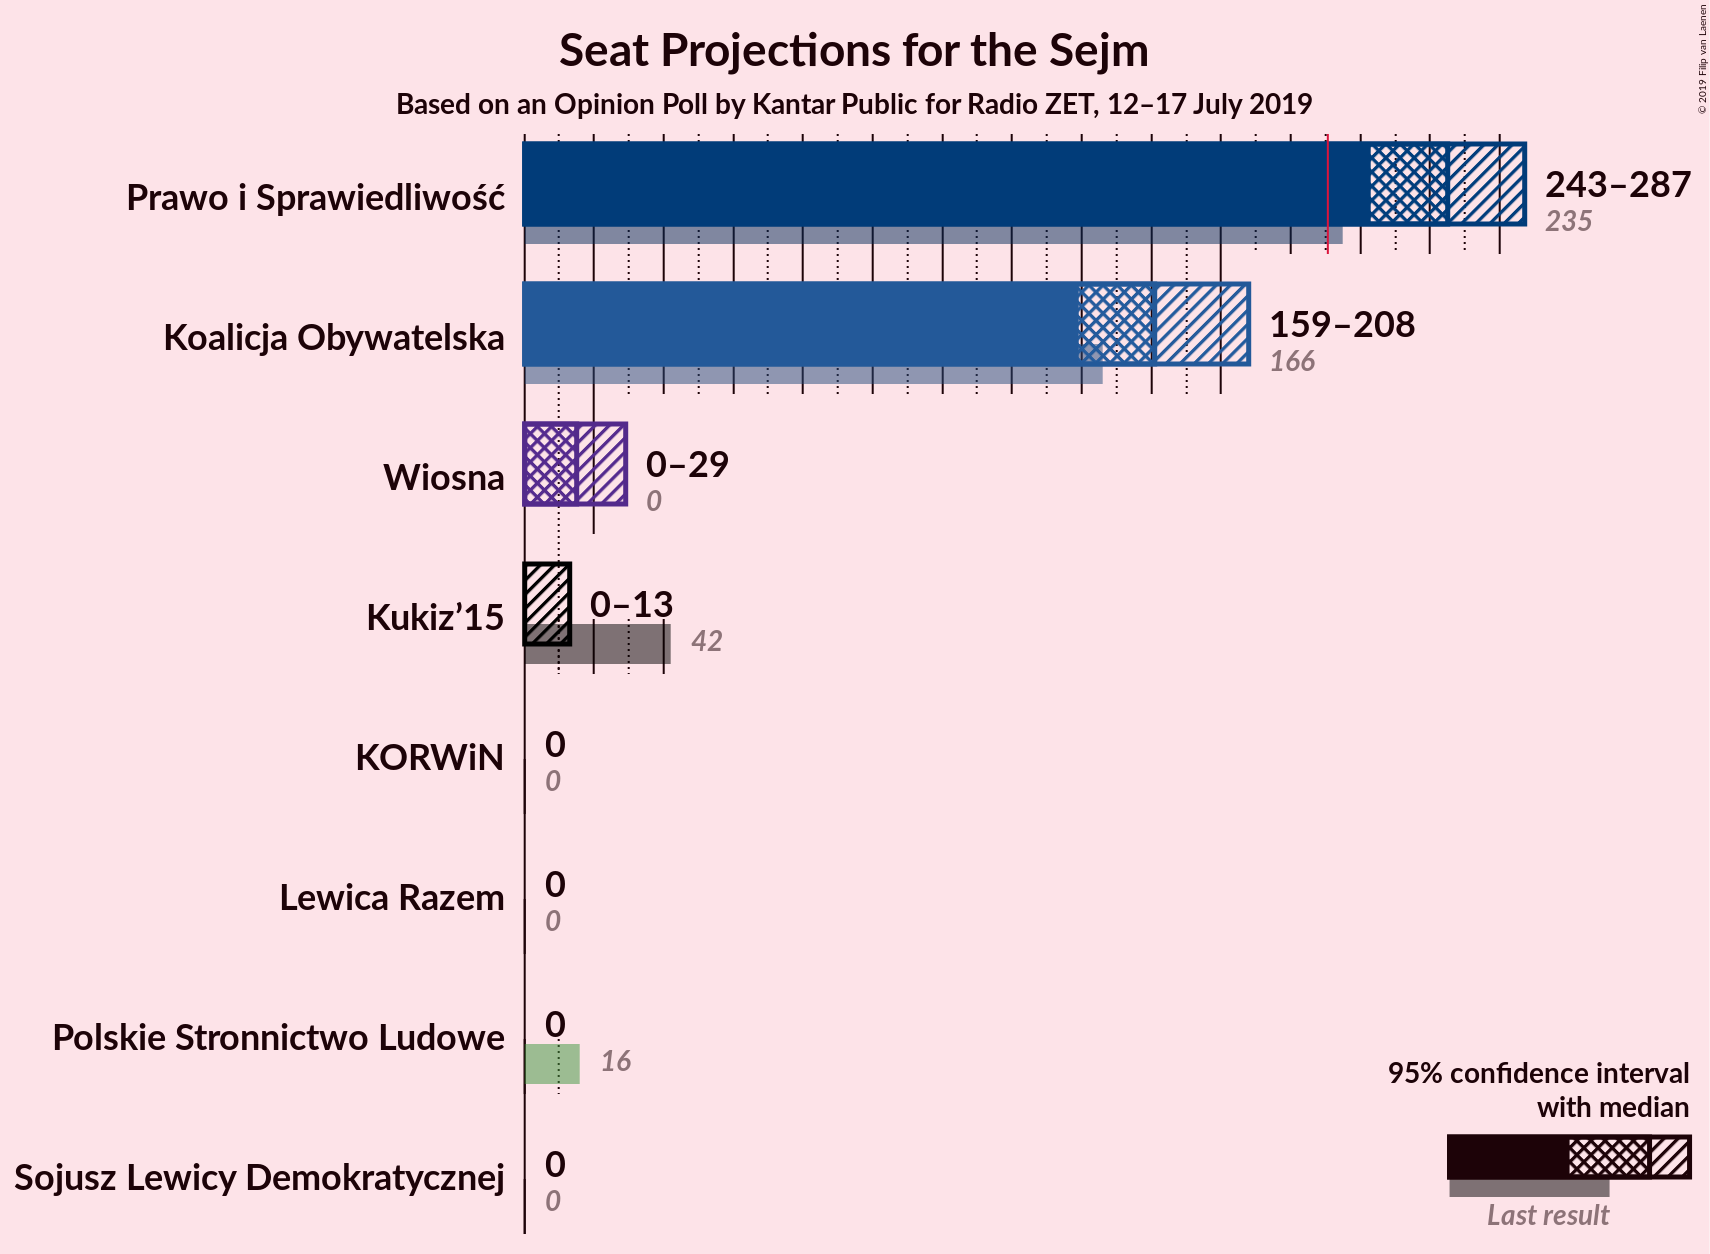 Seat Projections for the Sejm
Based on an Opinion Poll by Kantar Public for Radio ZET, 12–17 July 2019
© 2019 Filip van Laenen
Prawo i Sprawiedliwość
243–287
235
Koalicja Obywatelska
159–208
166
Wiosna
0–29
0
Kukiz’15
0–13
42
KORWiN
0
0
Lewica Razem
0
0
Polskie Stronnictwo Ludowe
0
16
Sojusz Lewicy Demokratycznej
0
0
95% confidence interval
with median
Last result